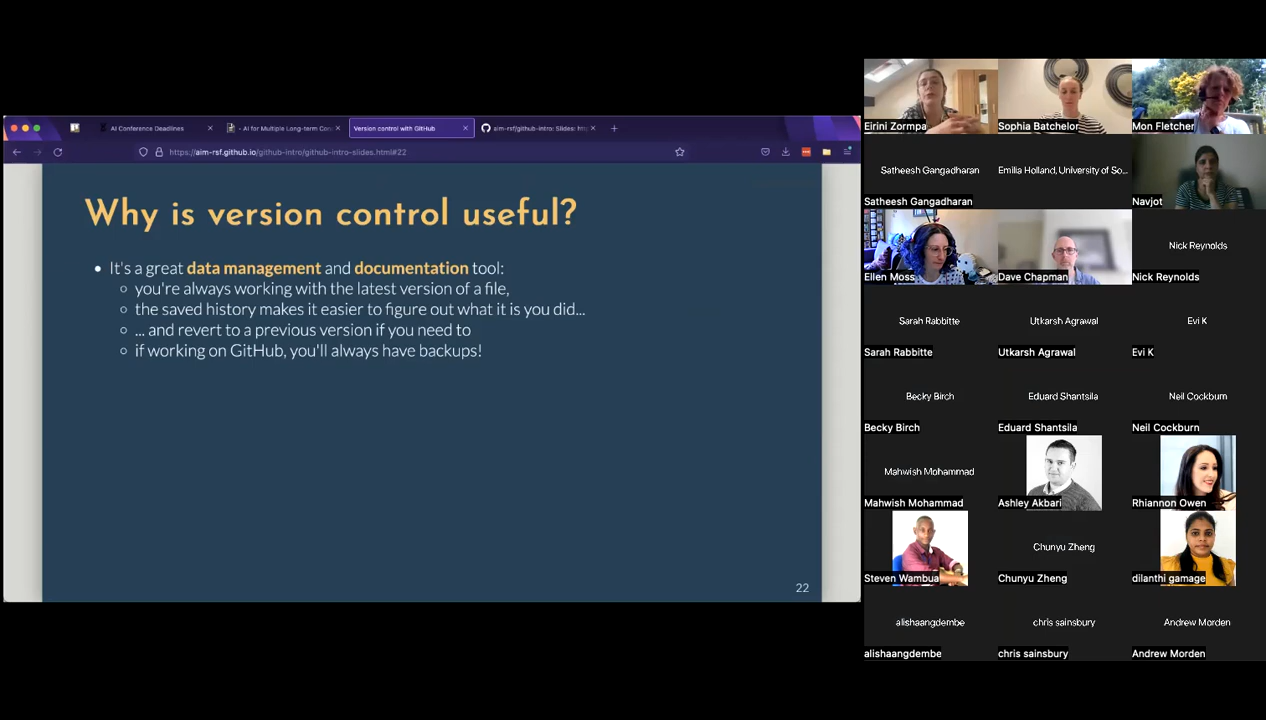 AI Conference Deadlines
- AI for Multiple Long-term Con
Version control with GitHub
aim-rsf/github-intro: Slides: htt
https://aim-rsf.github.io/github-intro/github-intro-slides.html#22
Why is version control useful?
It's a great data management and documentation tool:
you're always working with the latest version of a file,
the saved history makes it easier to figure out what it is you did...
... and revert to a previous version if you need to
if working on GitHub, you'll always have backups!
22
Eirini Zormpa
Sophia Batchelor
Mon Fletcher
Satheesh Gangadharan
Emilia Holland, University of So...
Satheesh Gangadharan
Navjot
Nick Reynolds
Ellen Moss
Dave Chapman
Nick Reynolds
Sarah Rabbitte
Utkarsh Agrawal
Evi K
Sarah Rabbitte
Utkarsh Agrawal
Evi K
Becky Birch
Eduard Shantsila
Neil Cockburn
Becky Birch
Eduard Shantsila
Neil Cockburn
Mahwish Mohammad
Mahwish Mohammad
Ashley Akbari
Rhiannon Owen
Chunyu Zheng
Steven Wambua
Chunyu Zheng
dilanthi gamage
alishaangdembe
chris sainsbury
Andrew Morden
alishaangdembe
chris sainsbury
Andrew Morden